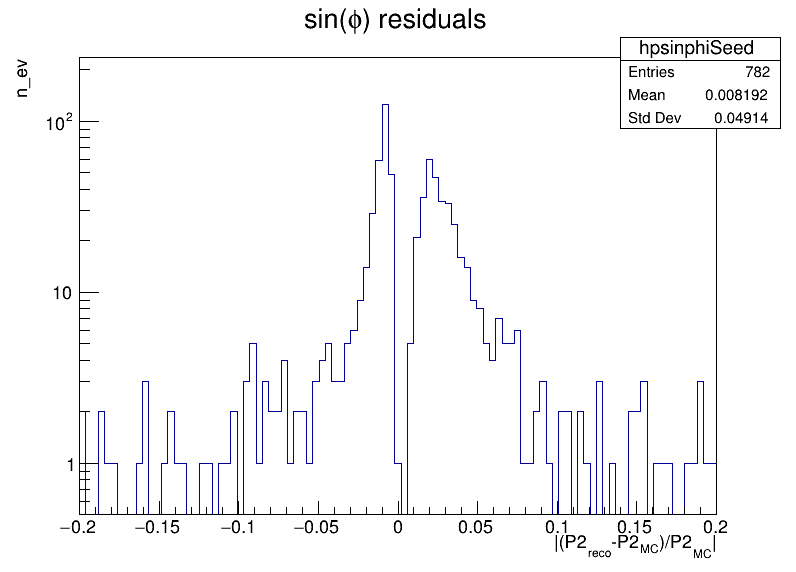 sin(ϕ) residuals
hpsinphiSeed
Entries 782
Mean 0.008192
Std Dev 0.04914
n_ev
10²
10
1
−0.2 −0.15 −0.1 −0.05 0 0.05 0.1 0.15 0.2
|(P2reco-P2MC)/P2MC|